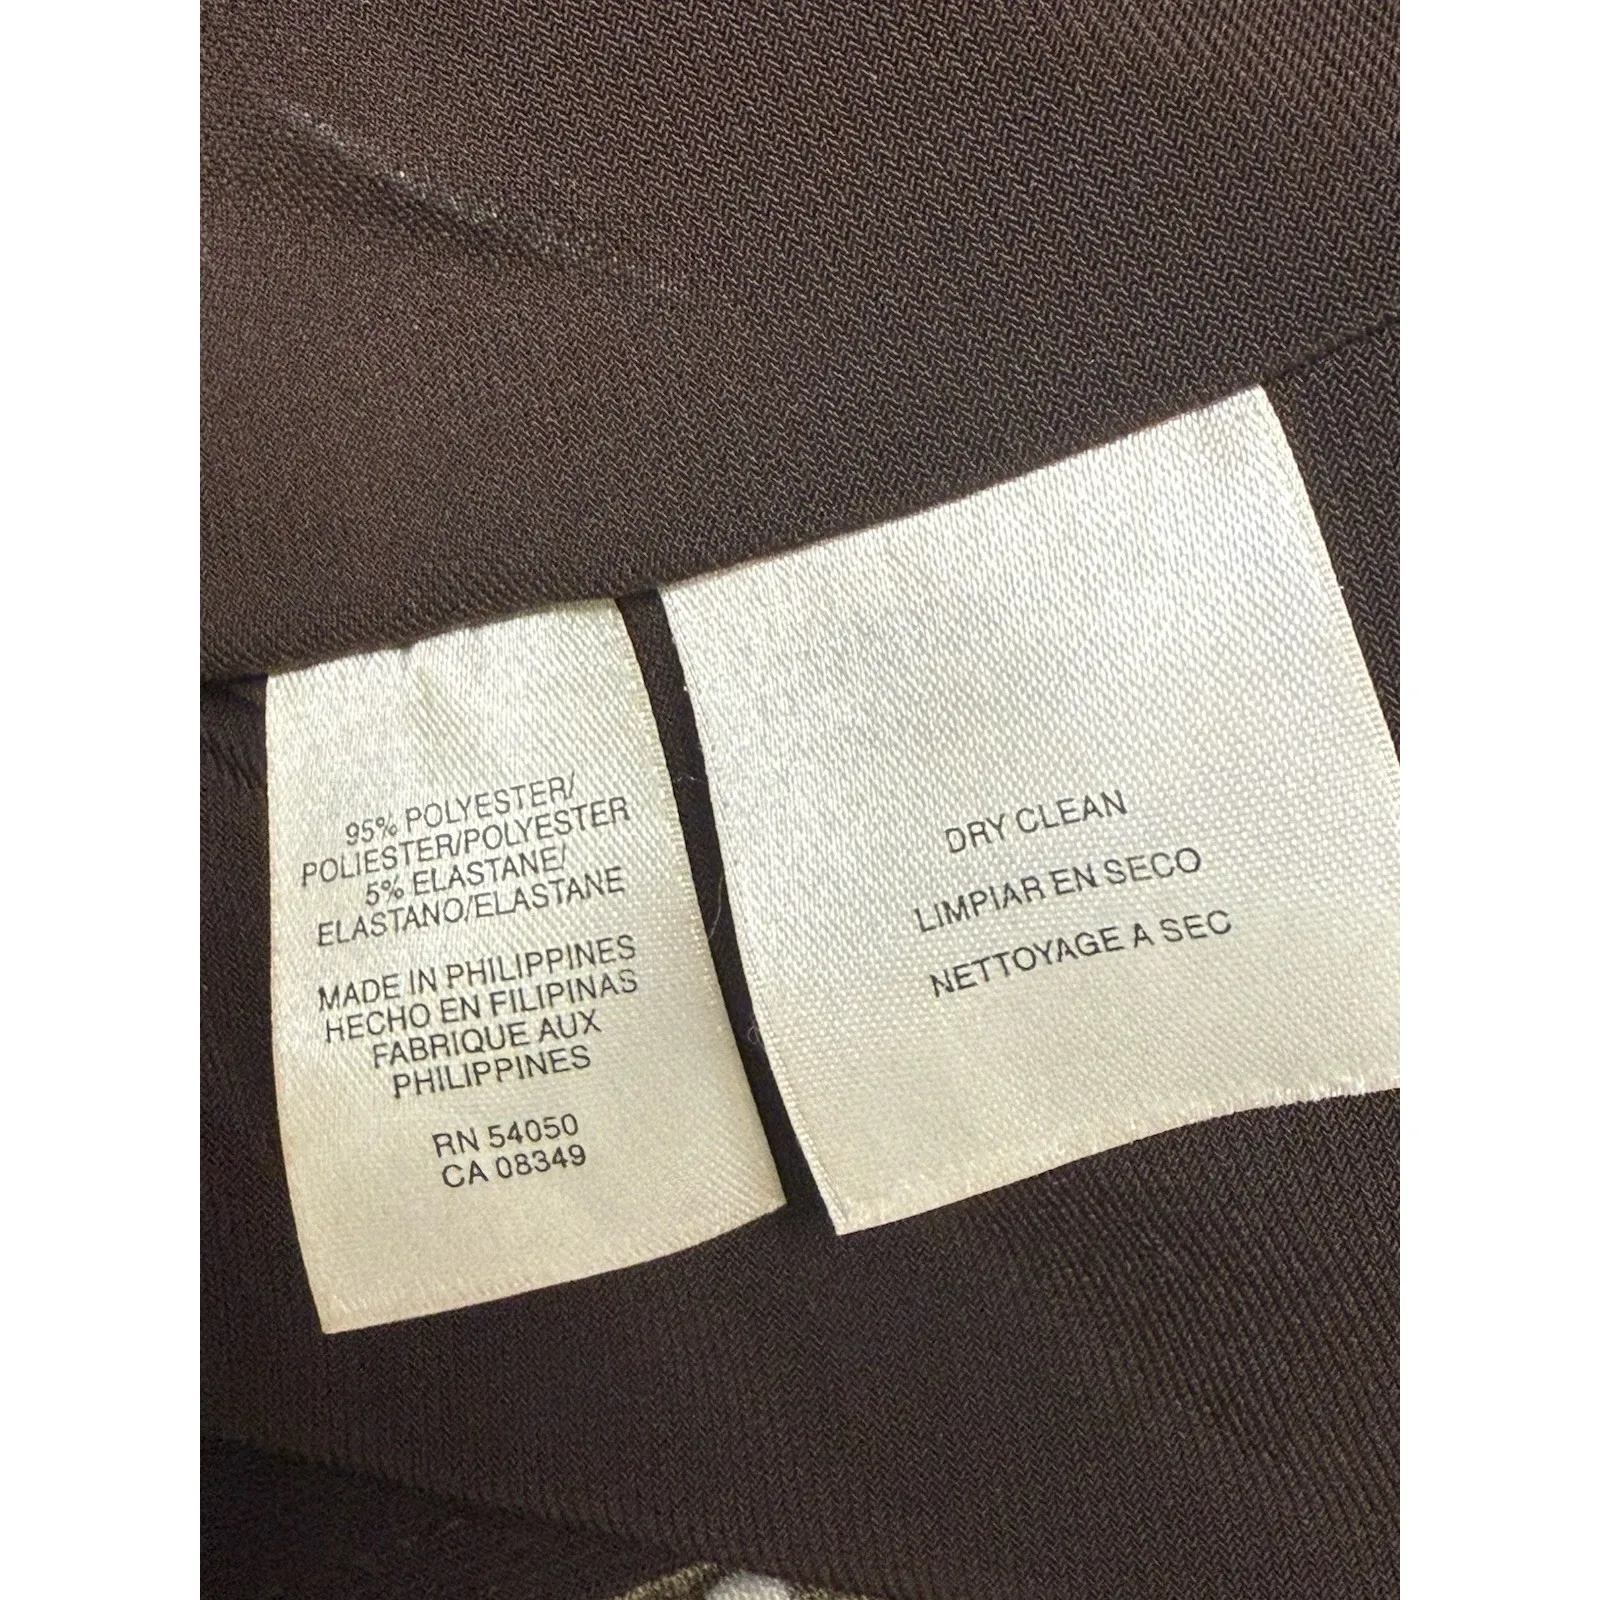 95% POLYESTER/
POLIESTER/POLYESTER
5% ELASTANE/
ELASTANO/ELASTANE
MADE IN PHILIPPINES
HECHO EN FILIPINAS
FABRIQUE AUX
PHILIPPINES
RN 54050
CA 08349
DRY CLEAN
LIMPIAR EN SECO
NETTOYAGE A SEC